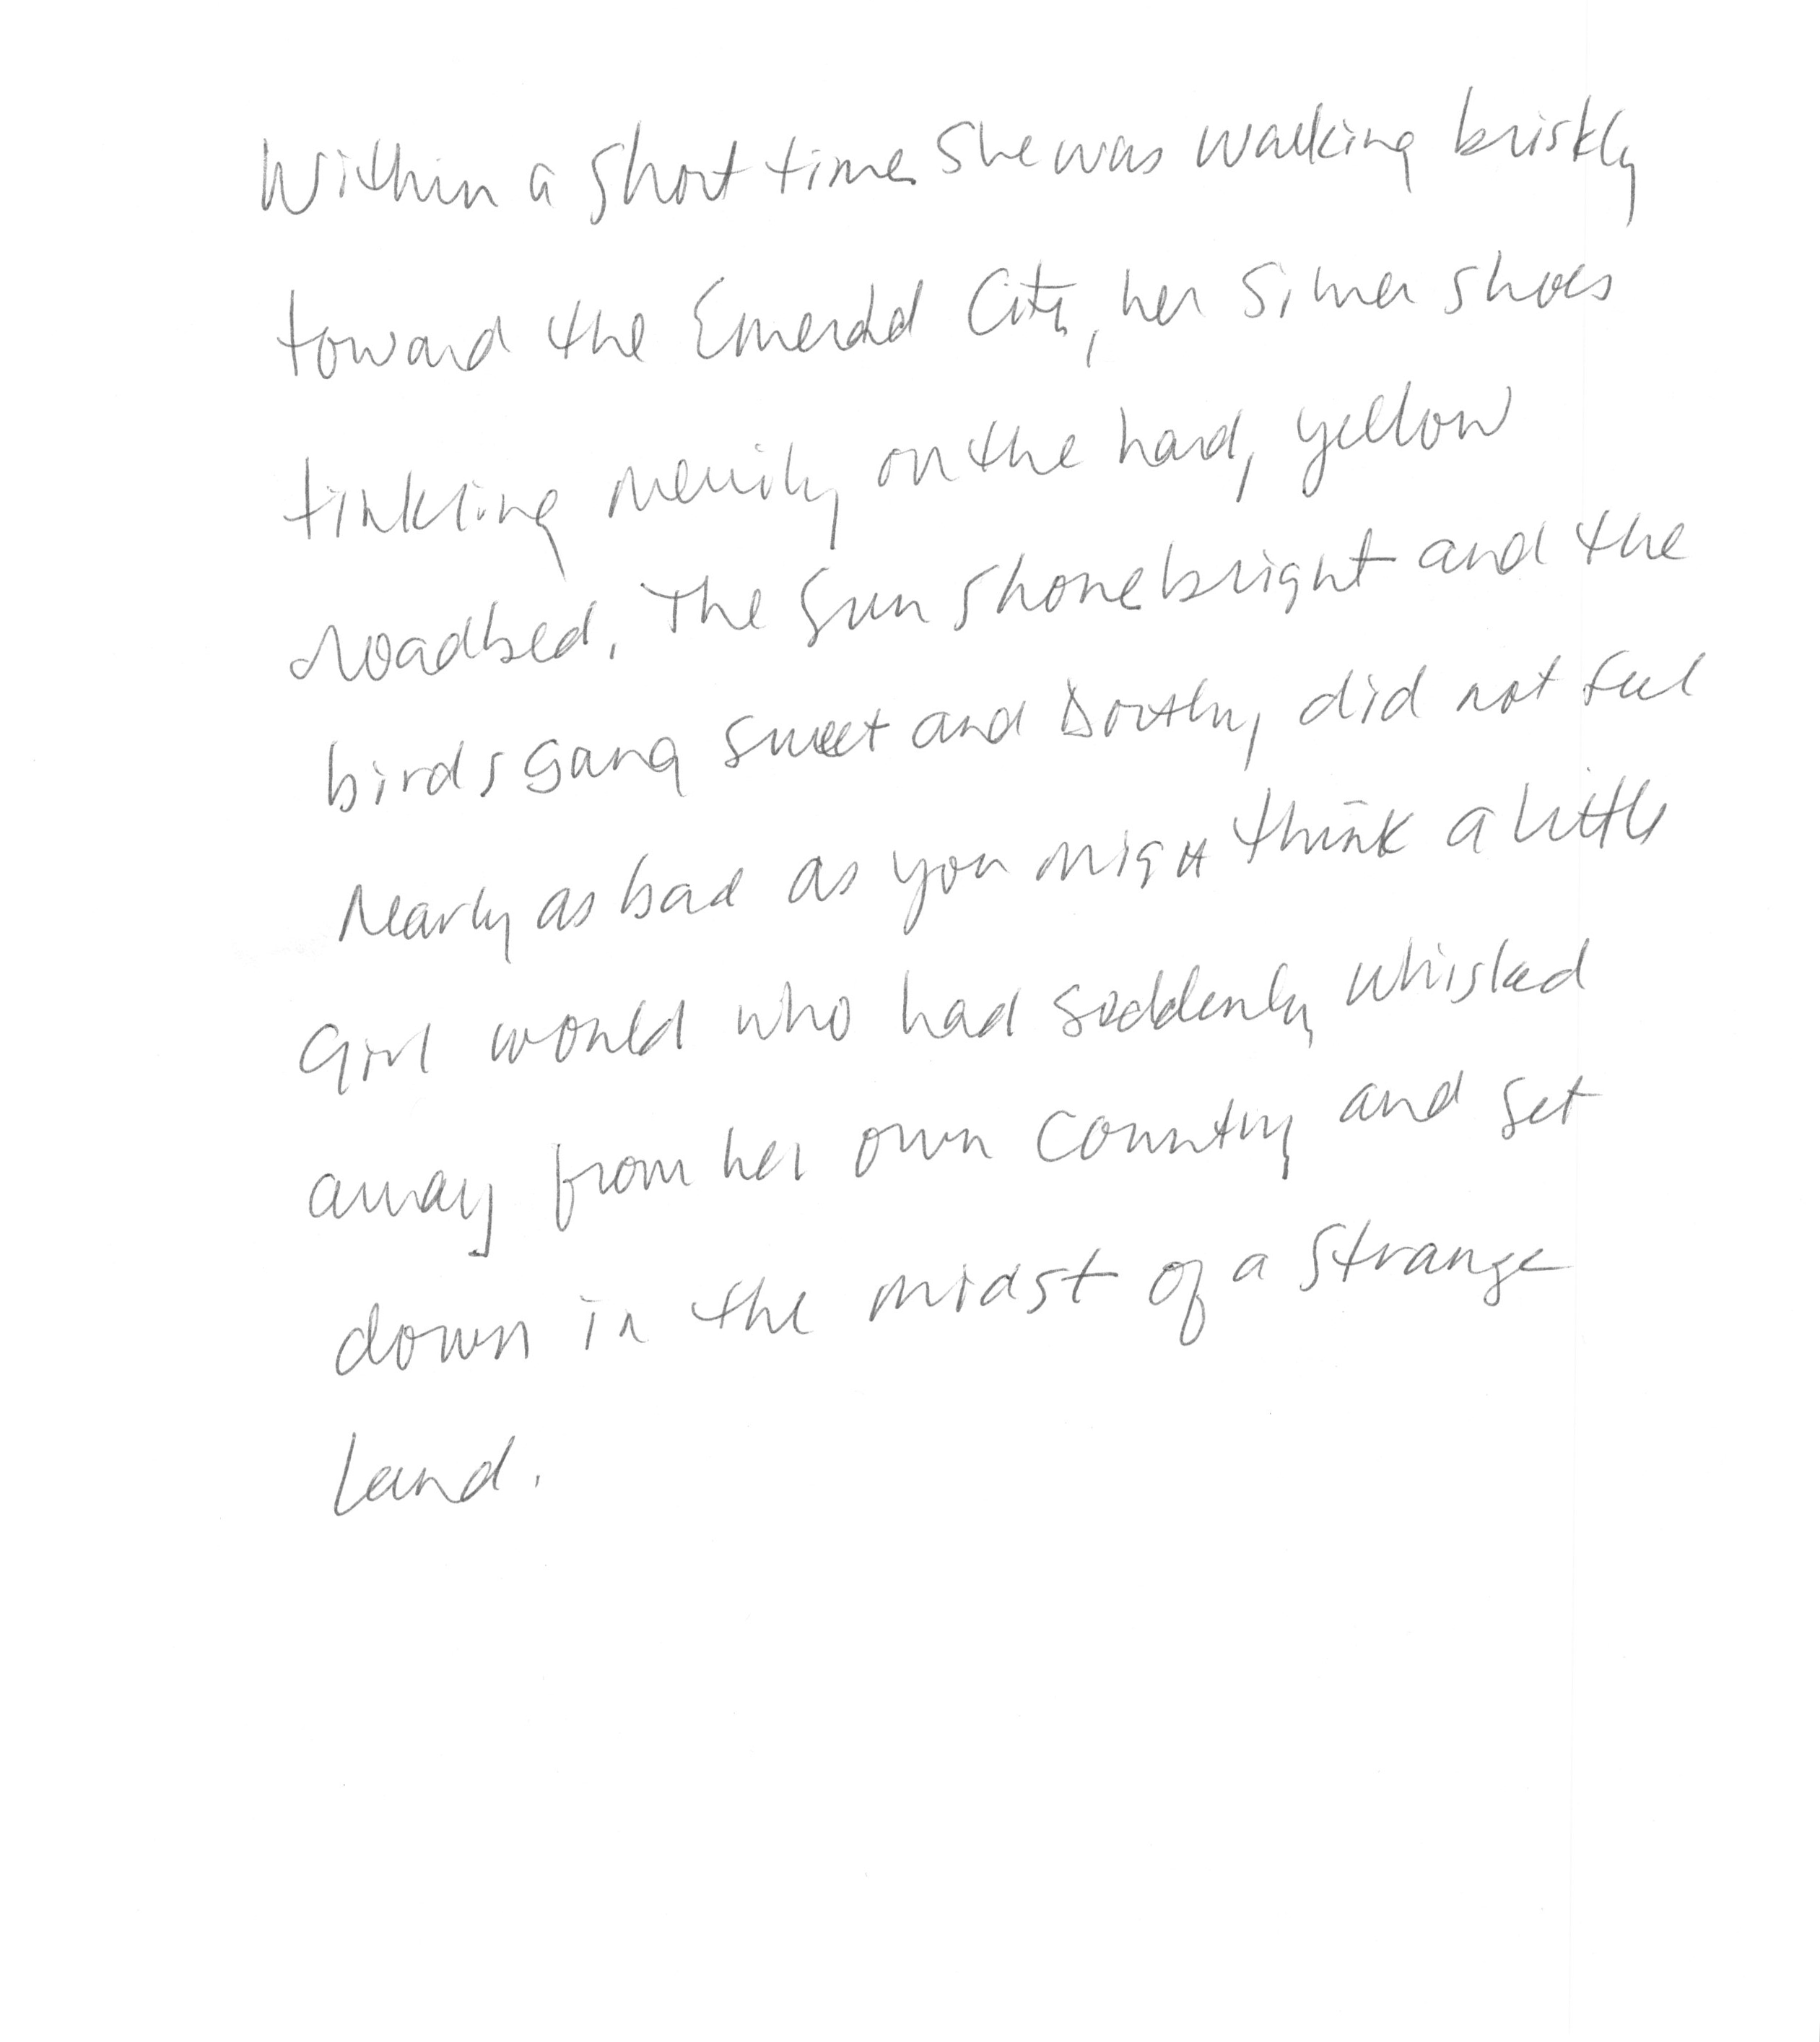 Within a short time she was walking briskly
toward the Emerald City, her silver shoes
tinkling merrily on the hard, yellow
roadbed. The sun shone bright and the
birds sang sweet and Dorthy did not feel
nearly as bad as you might think a little
girl would who had suddenly whisked
away from her own country and set
down in the midst of a strange
land.